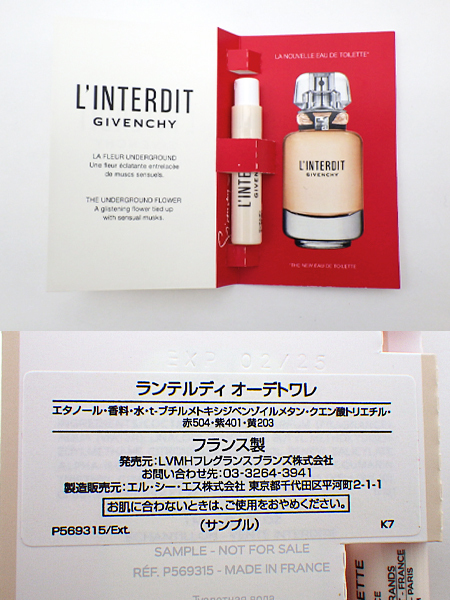 L'INTERDIT
GIVENCHY
LA FLEUR UNDERGROUND
Une fleur éclatante entrelacée
de muscs sensuels.
THE UNDERGROUND FLOWER
A glistening flower tied up
with sensual musks.
LA NOUVELLE EAU DE TOILETTE*
L'INTERDIT
GIVENCHY
L'INTERDIT
GIVENCHY
*THE NEW EAU DE TOILETTE
EXP 02/25
ランテルディ オーデトワレ
エタノール・香料・水・t-ブチルメトキシジベンゾイルメタン・クエン酸トリエチル・
赤504・紫401・黄203
フランス製
発売元：LVMHフレグランスブランズ株式会社
お問い合わせ先：03-3264-3941
製造販売元：エル・シー・エス株式会社 東京都千代田区平河町2-1-1
お肌に合わないときは、ご使用をおやめください。
P569315/Ext.
（サンプル）
K7
SAMPLE - NOT FOR SALE
RÉF. P569315 - MADE IN FRANCE